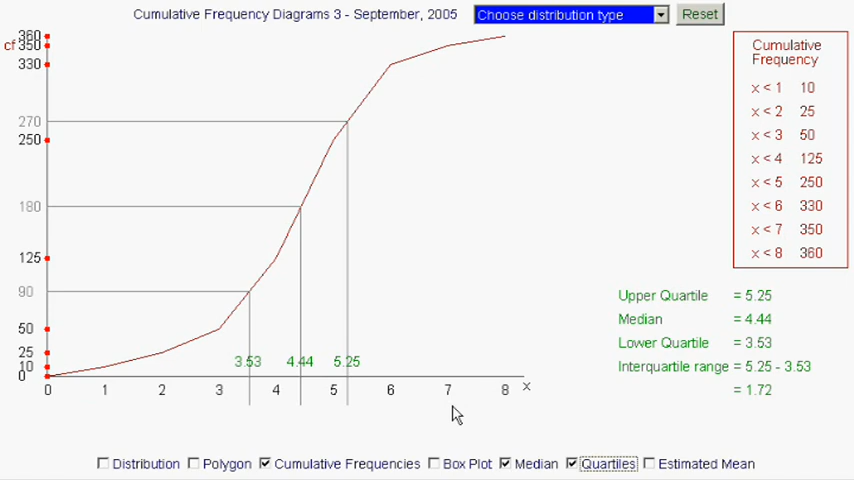 Cumulative Frequency Diagrams 3 - September, 2005
Choose distribution type
Reset
cf
360
350
330
270
250
180
125
90
50
25
10
0
3.53 4.44 5.25
0 1 2 3 4 5 6 7 8 x
Cumulative
Frequency
x < 1 10
x < 2 25
x < 3 50
x < 4 125
x < 5 250
x < 6 330
x < 7 350
x < 8 360
Upper Quartile = 5.25
Median = 4.44
Lower Quartile = 3.53
Interquartile range = 5.25 - 3.53
= 1.72
Distribution Polygon Cumulative Frequencies Box Plot Median Quartiles Estimated Mean